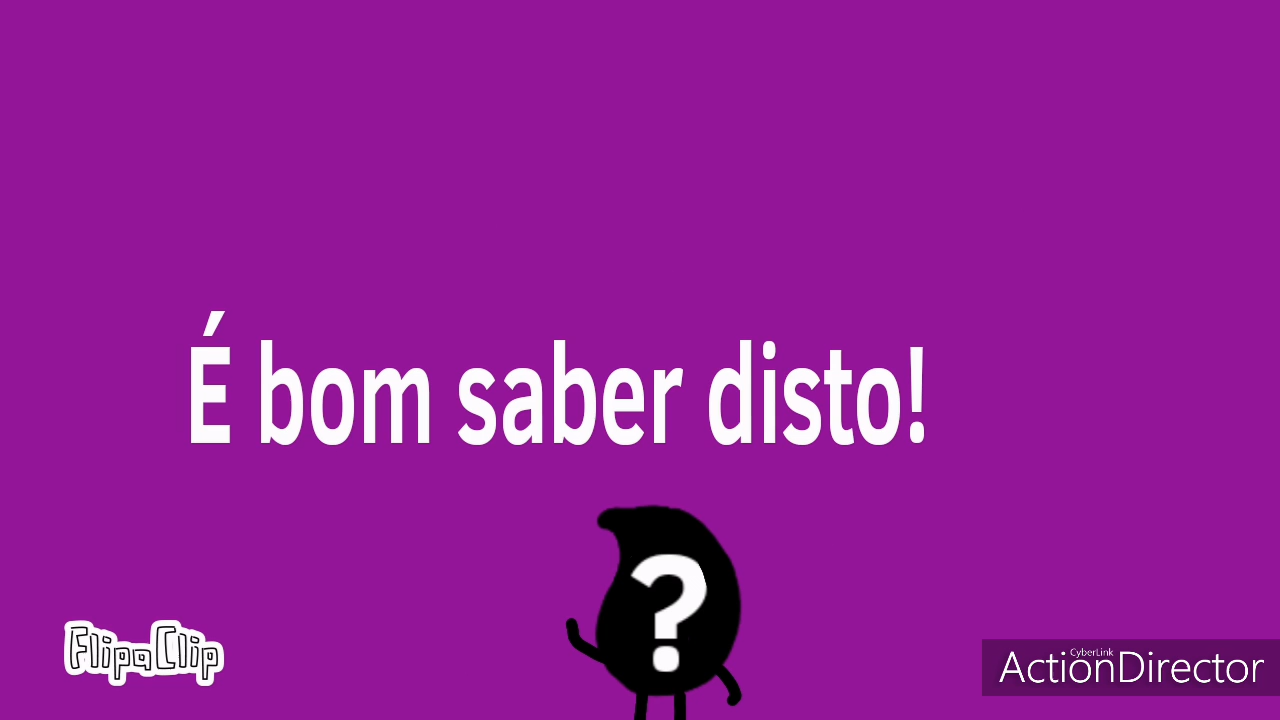 É bom saber disto!
?
FlipaClip
CyberLink
ActionDirector